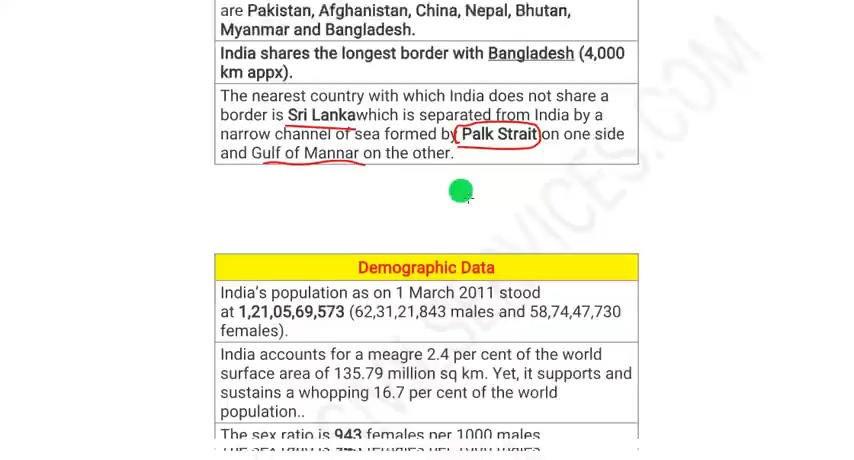 are Pakistan, Afghanistan, China, Nepal, Bhutan,
Myanmar and Bangladesh.
India shares the longest border with Bangladesh (4,000
km appx).
The nearest country with which India does not share a
border is Sri Lankawhich is separated from India by a
narrow channel of sea formed by Palk Strait on one side
and Gulf of Mannar on the other.
Demographic Data
India's population as on 1 March 2011 stood
at 1,21,05,69,573 (62,31,21,843 males and 58,74,47,730
females).
India accounts for a meagre 2.4 per cent of the world
surface area of 135.79 million sq km. Yet, it supports and
sustains a whopping 16.7 per cent of the world
population..
The sex ratio is 943 females per 1000 males